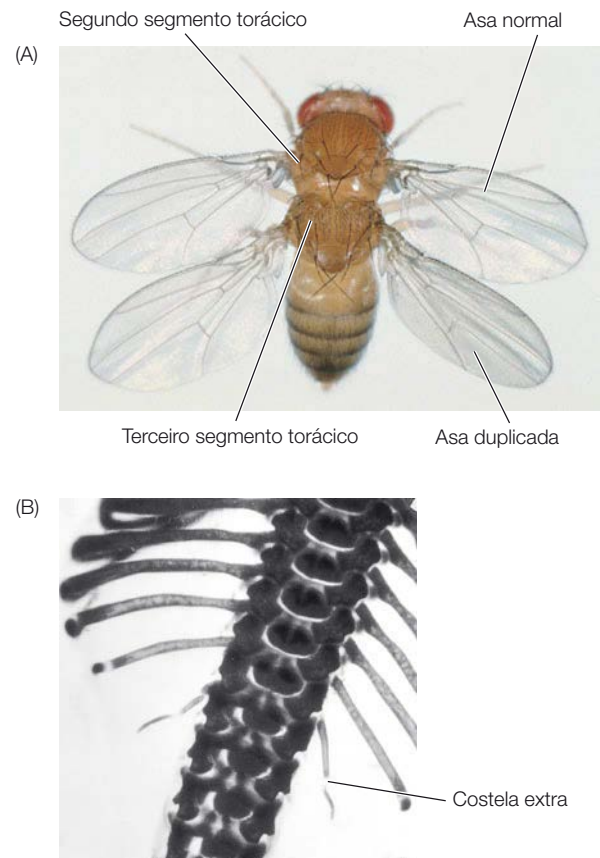 Segundo segmento torácico
Asa normal
(A)
Terceiro segmento torácico
Asa duplicada
(B)
Costela extra